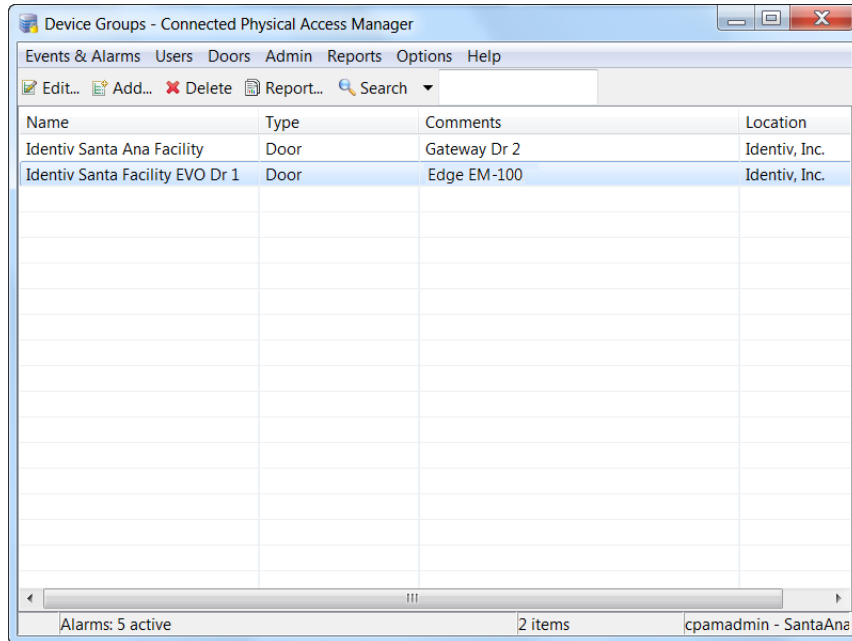 Device Groups - Connected Physical Access Manager
Events & Alarms Users Doors Admin Reports Options Help
Edit... Add... Delete Report... Search
Name Type Comments Location
Identiv Santa Ana Facility Door Gateway Dr 2 Identiv, Inc.
Identiv Santa Facility EVO Dr 1 Door Edge EM-100 Identiv, Inc.
Alarms: 5 active 2 items cpamadmin - SantaAna